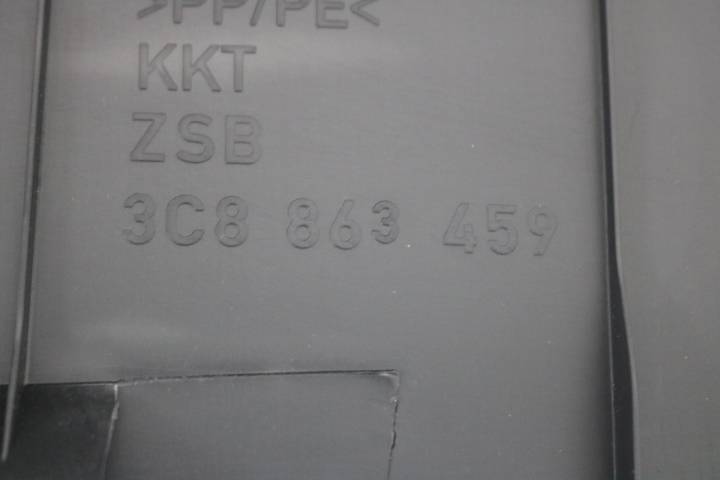 >PP/PE<
KKT
ZSB
3C8 863 459